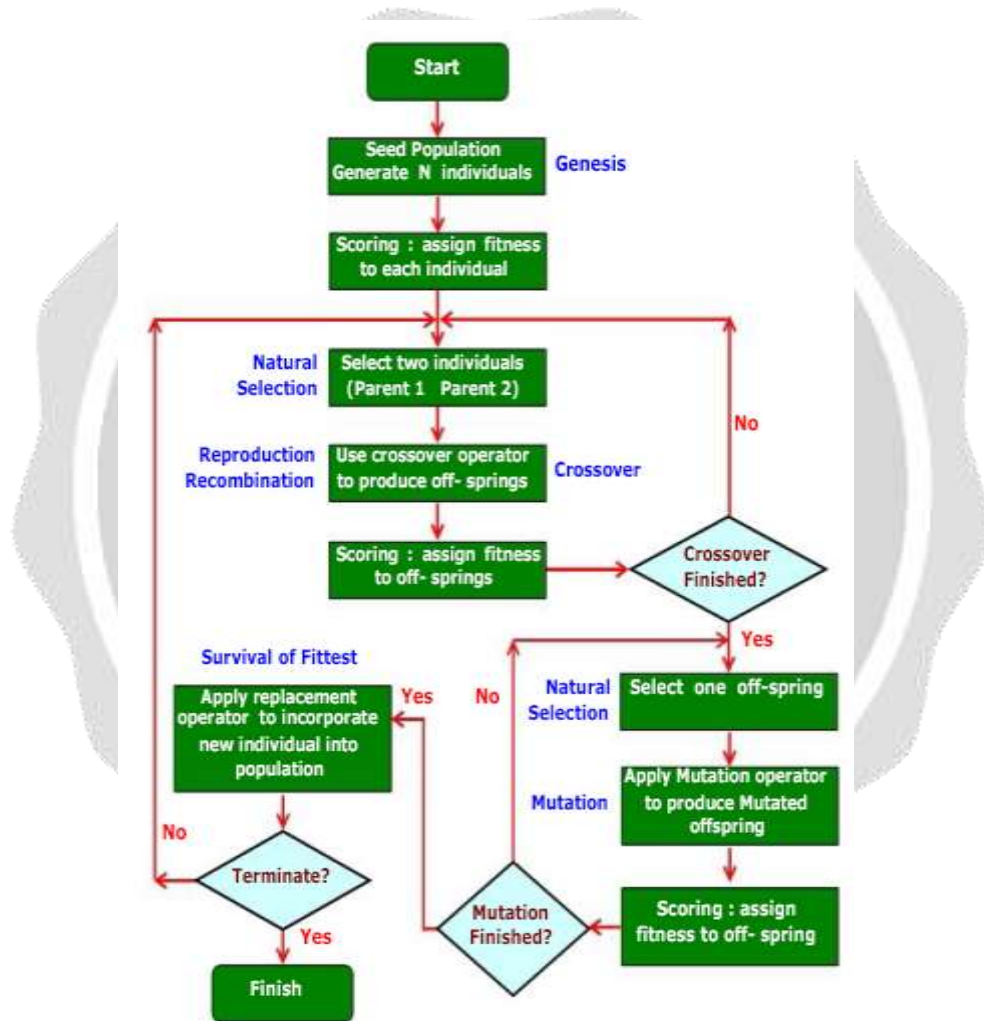 Start
Seed Population
Generate N individuals
Genesis
Scoring : assign fitness
to each individual
Natural
Selection
Select two individuals
(Parent 1 Parent 2)
No
Reproduction
Recombination
Use crossover operator
to produce off- springs
Crossover
Scoring : assign fitness
to off- springs
Crossover
Finished?
Yes
Survival of Fittest
Apply replacement
operator to incorporate
new individual into
population
Yes
No
Natural
Selection
Select one off-spring
Mutation
Apply Mutation operator
to produce Mutated
offspring
No
Terminate?
Mutation
Finished?
Scoring : assign
fitness to off- spring
Yes
Finish